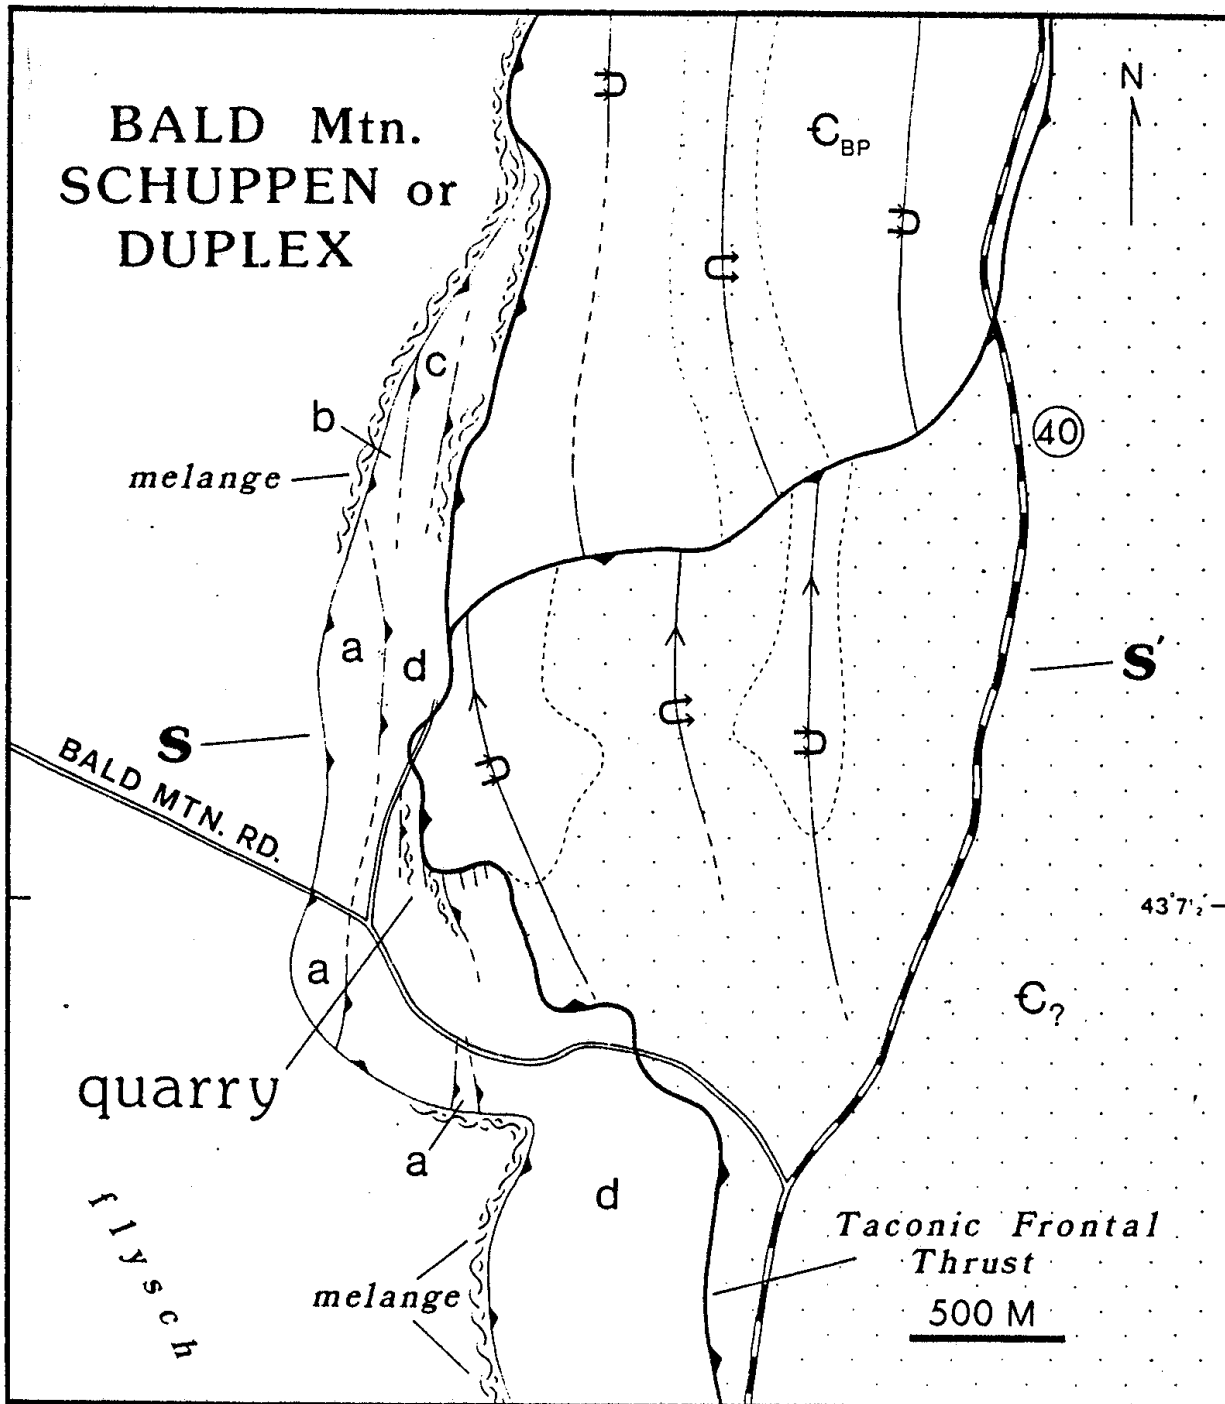 BALD Mtn.
SCHUPPEN or
DUPLEX
N
Є BP
c
b
40
melange
a
d
S'
S
BALD MTN. RD.
43°7'½'
a
Є?
quarry
a
d
flysch
Taconic Frontal
Thrust
melange
500 M